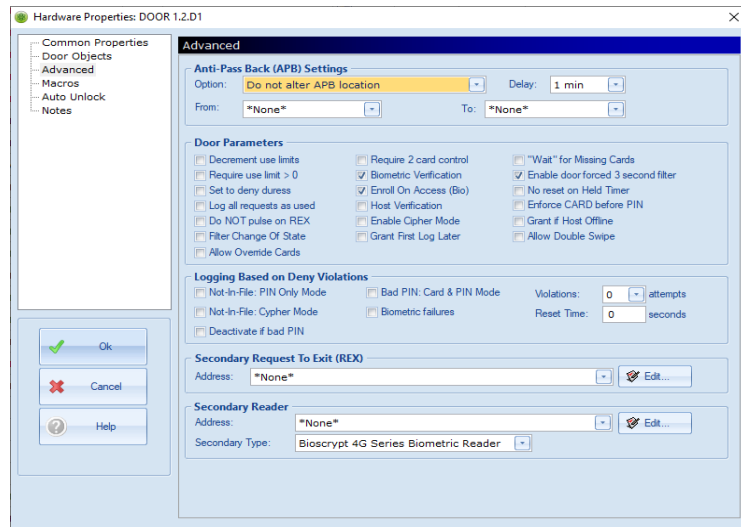 Hardware Properties: DOOR 1.2.D1
Common Properties
Door Objects
Advanced
Macros
Auto Unlock
Notes
Ok
Cancel
Help
Advanced
Anti-Pass Back (APB) Settings
Option: Do not alter APB location Delay: 1 min
From: *None* To: *None*
Door Parameters
Decrement use limits Require 2 card control "Wait" for Missing Cards
Require use limit > 0 Biometric Verification Enable door forced 3 second filter
Set to deny duress Enroll On Access (Bio) No reset on Held Timer
Log all requests as used Host Verification Enforce CARD before PIN
Do NOT pulse on REX Enable Cipher Mode Grant if Host Offline
Filter Change Of State Grant First Log Later Allow Double Swipe
Allow Override Cards
Logging Based on Deny Violations
Not-In-File: PIN Only Mode Bad PIN: Card & PIN Mode Violations: 0 attempts
Not-In-File: Cypher Mode Biometric failures Reset Time: 0 seconds
Deactivate if bad PIN
Secondary Request To Exit (REX)
Address: *None* Edit...
Secondary Reader
Address: *None* Edit...
Secondary Type: Bioscrypt 4G Series Biometric Reader